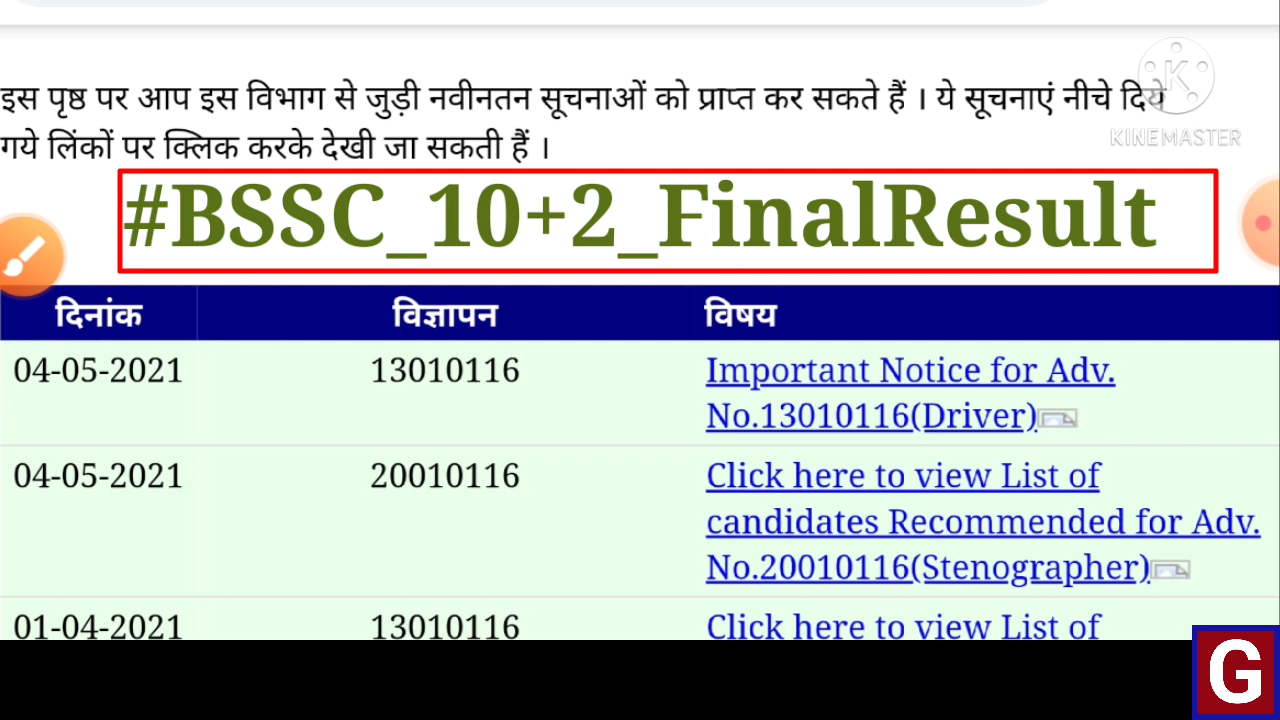 इस पृष्ठ पर आप इस विभाग से जुड़ी नवीनतन सूचनाओं को प्राप्त कर सकते हैं । ये सूचनाएं नीचे दिये
गये लिंकों पर क्लिक करके देखी जा सकती हैं ।
K
KINEMASTER
#BSSC_10+2_FinalResult
दिनांक विज्ञापन विषय
04-05-2021 13010116 Important Notice for Adv.
No.13010116(Driver)
04-05-2021 20010116 Click here to view List of
candidates Recommended for Adv.
No.20010116(Stenographer)
01-04-2021 13010116 Click here to view List of
G